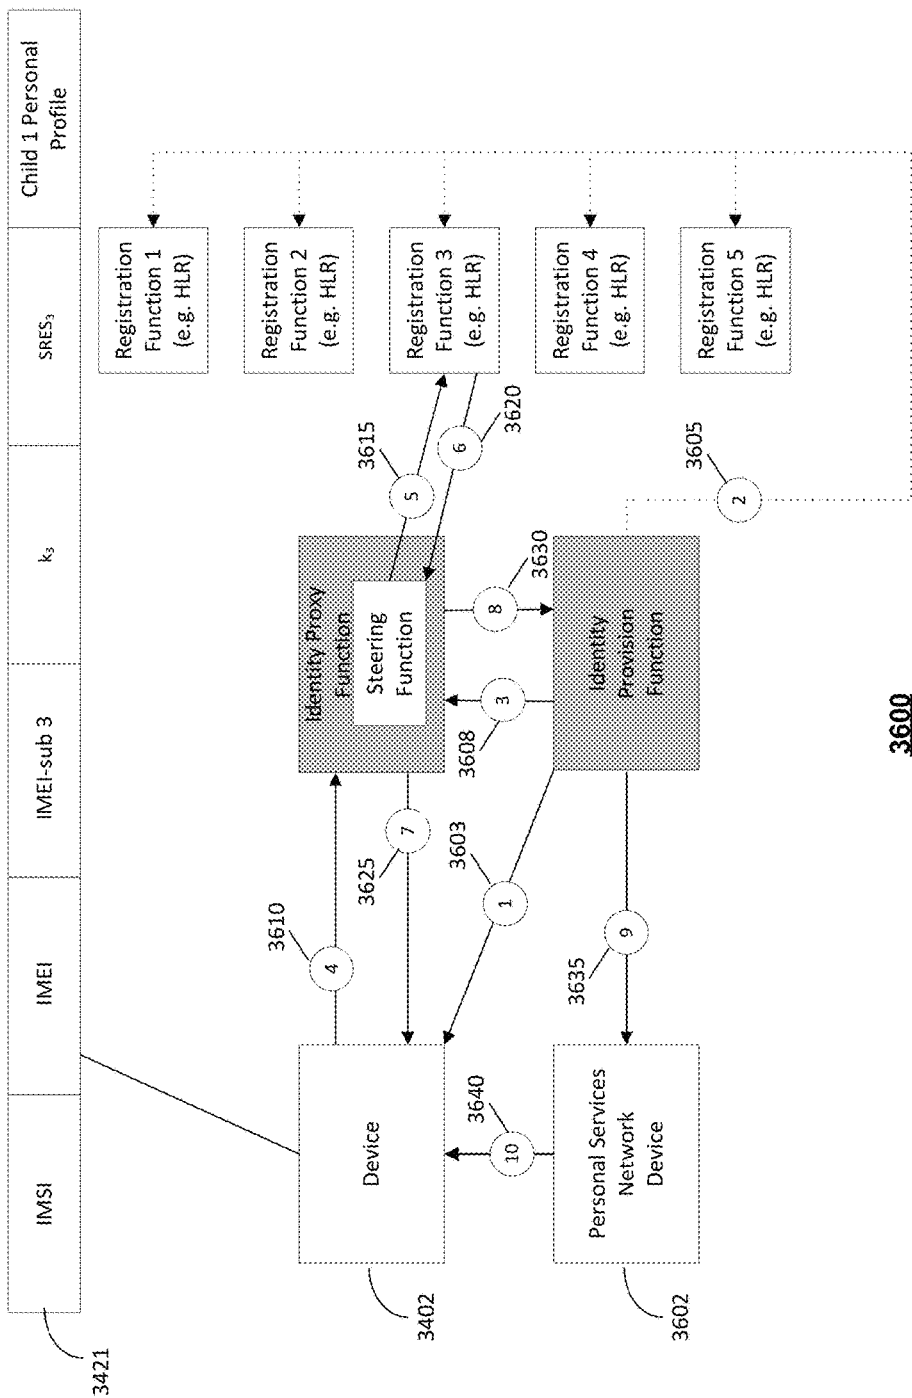 3421
IMSI
IMEI
IMEI-sub 3
k₃
SRES₃
Child 1 Personal
Profile
3402
Device
3610
4
7
3625
Identity Proxy
Function
Steering
Function
3615
5
6
3620
Registration
Function 1
(e.g. HLR)
Registration
Function 2
(e.g. HLR)
Registration
Function 3
(e.g. HLR)
Registration
Function 4
(e.g. HLR)
Registration
Function 5
(e.g. HLR)
3640
10
3603
1
3608
3
8
3630
3602
Personal Services
Network
Device
3635
9
Identity
Provision
Function
3605
2
3600